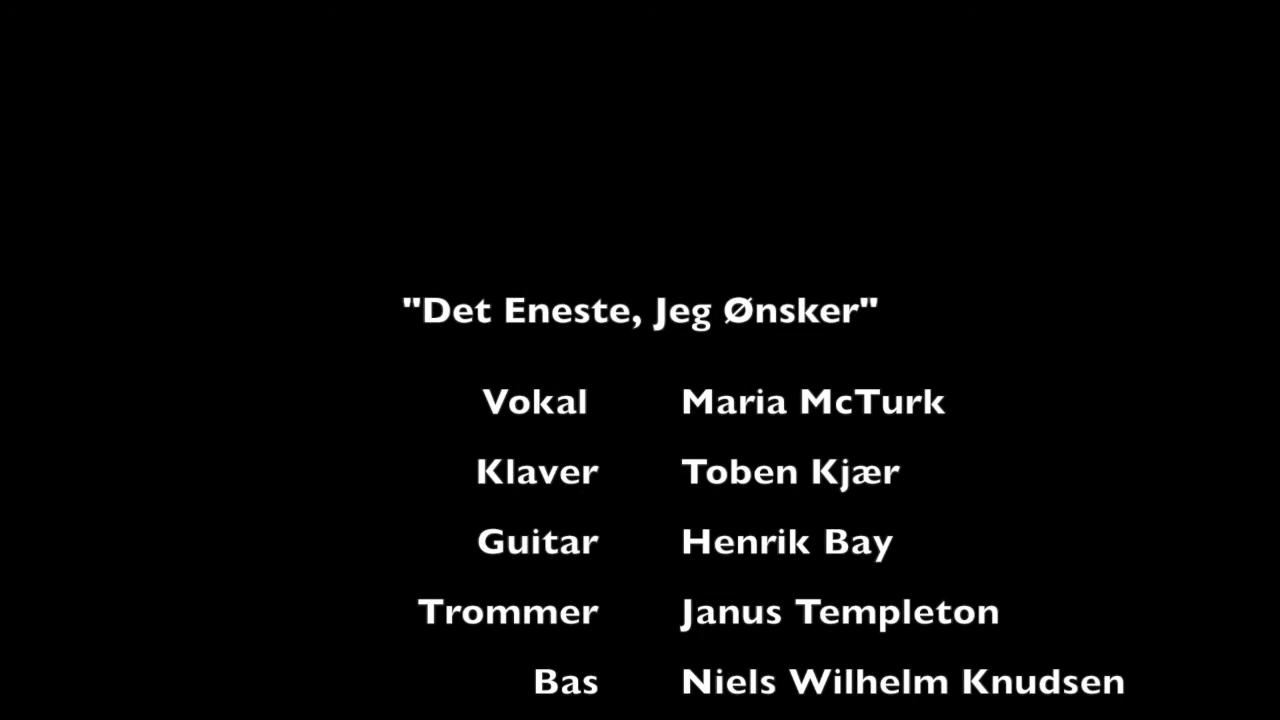 "Det Eneste, Jeg Ønsker"
Vokal Maria McTurk
Klaver Toben Kjær
Guitar Henrik Bay
Trommer Janus Templeton
Bas Niels Wilhelm Knudsen